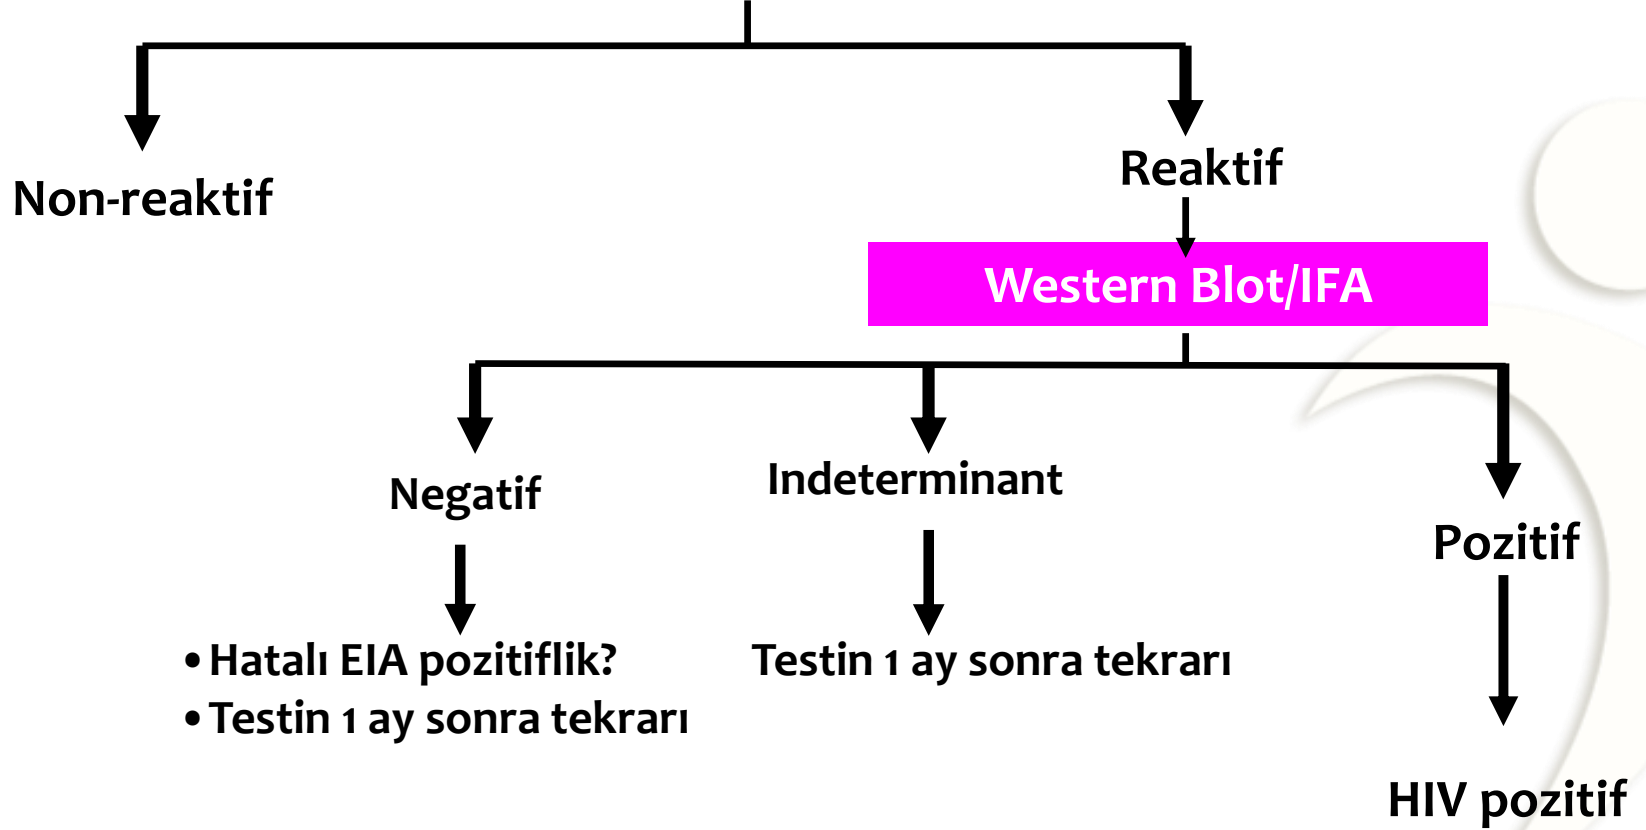 Non-reaktif
Reaktif
Western Blot/IFA
Negatif
Indeterminant
Pozitif
• Hatalı EIA pozitiflik?
• Testin 1 ay sonra tekrarı
Testin 1 ay sonra tekrarı
HIV pozitif